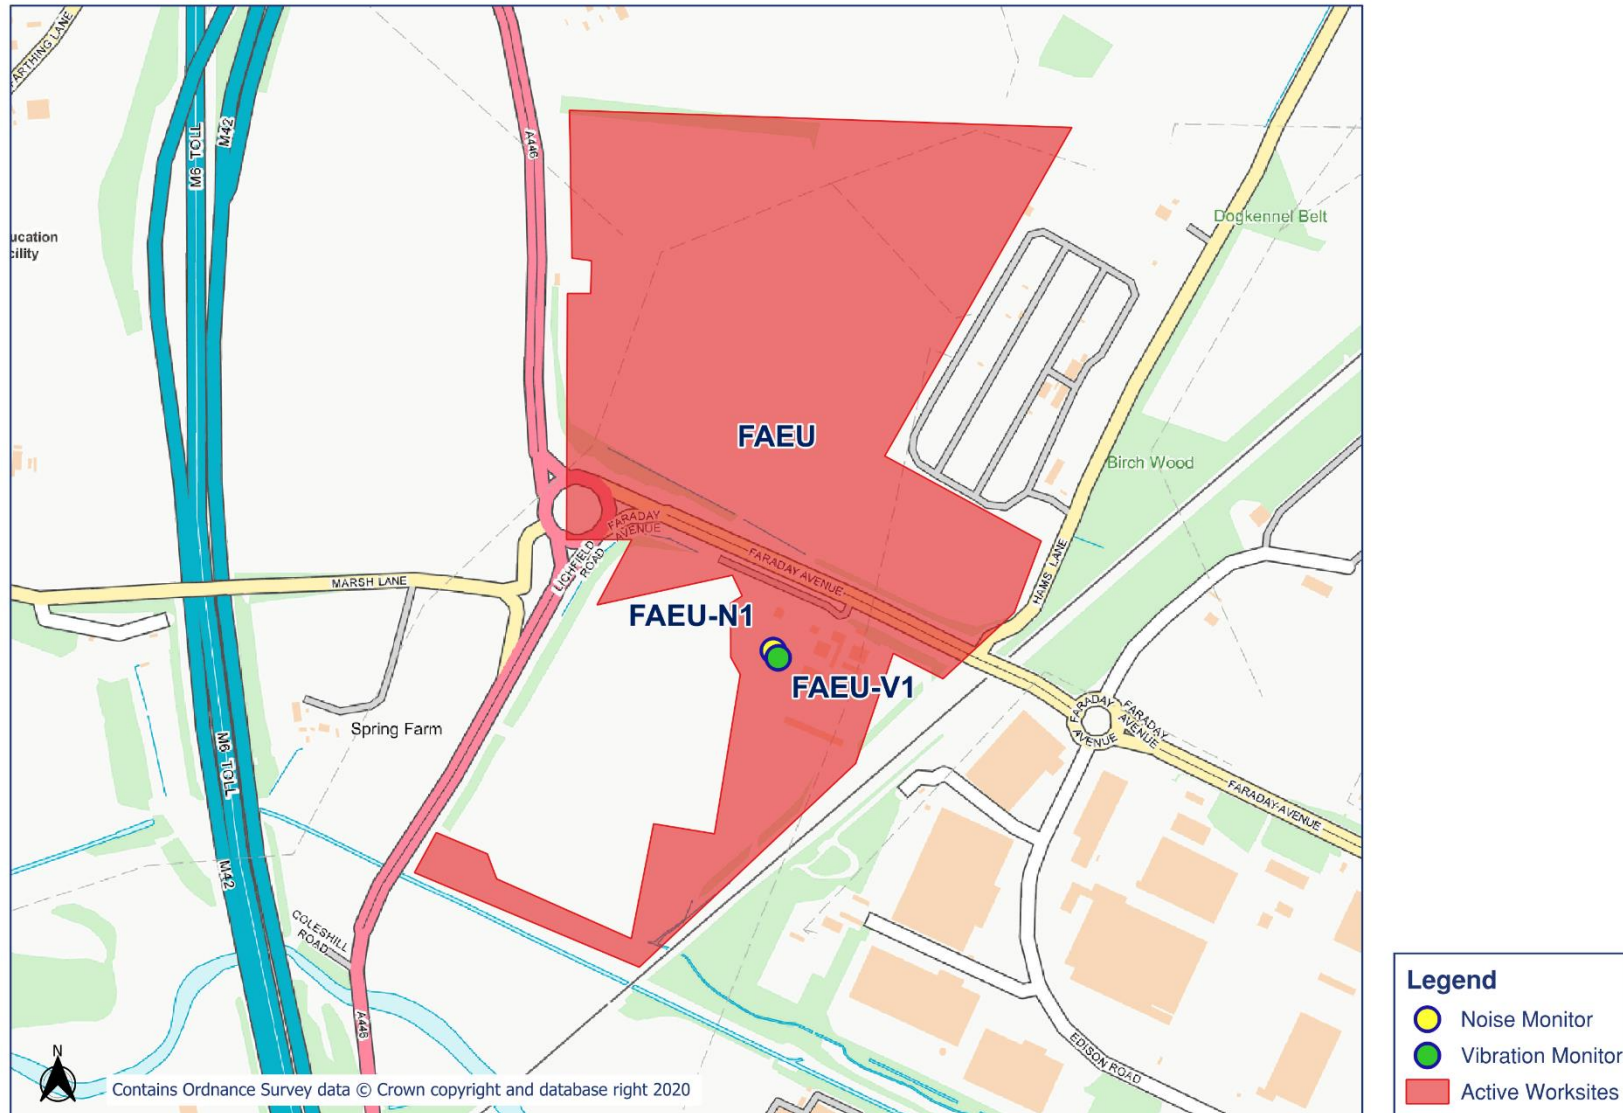 ARTHING LANE
M6 TOLL
M42
A446
ucation
cility
Dogkennel Belt
FAEU
Birch Wood
FARADAY
AVENUE
LICHFIELD
ROAD
FARADAY AVENUE
HAMS LANE
MARSH LANE
FAEU-N1
FAEU-V1
Spring Farm
FARADAY
AVENUE
FARADAY
AVENUE
M6 TOLL
FARADAY AVENUE
M42
COLESHILL
ROAD
A446
EDISON ROAD
N
Contains Ordnance Survey data © Crown copyright and database right 2020
Legend
Noise Monitor
Vibration Monitor
Active Worksites